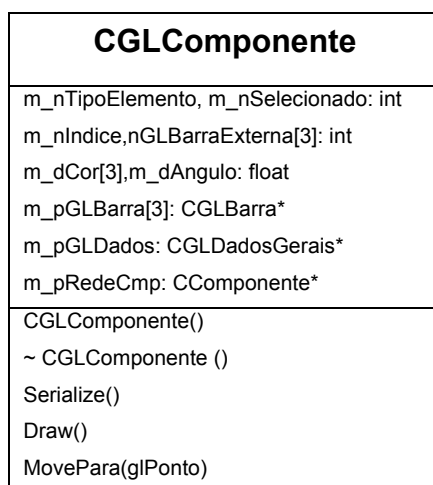 CGLComponente
m_nTipoElemento, m_nSelecionado: int
m_nIndice,nGLBarraExterna[3]: int
m_dCor[3],m_dAngulo: float
m_pGLBarra[3]: CGLBarra*
m_pGLDados: CGLDadosGerais*
m_pRedeCmp: CComponente*
CGLComponente()
~ CGLComponente ()
Serialize()
Draw()
MovePara(glPonto)